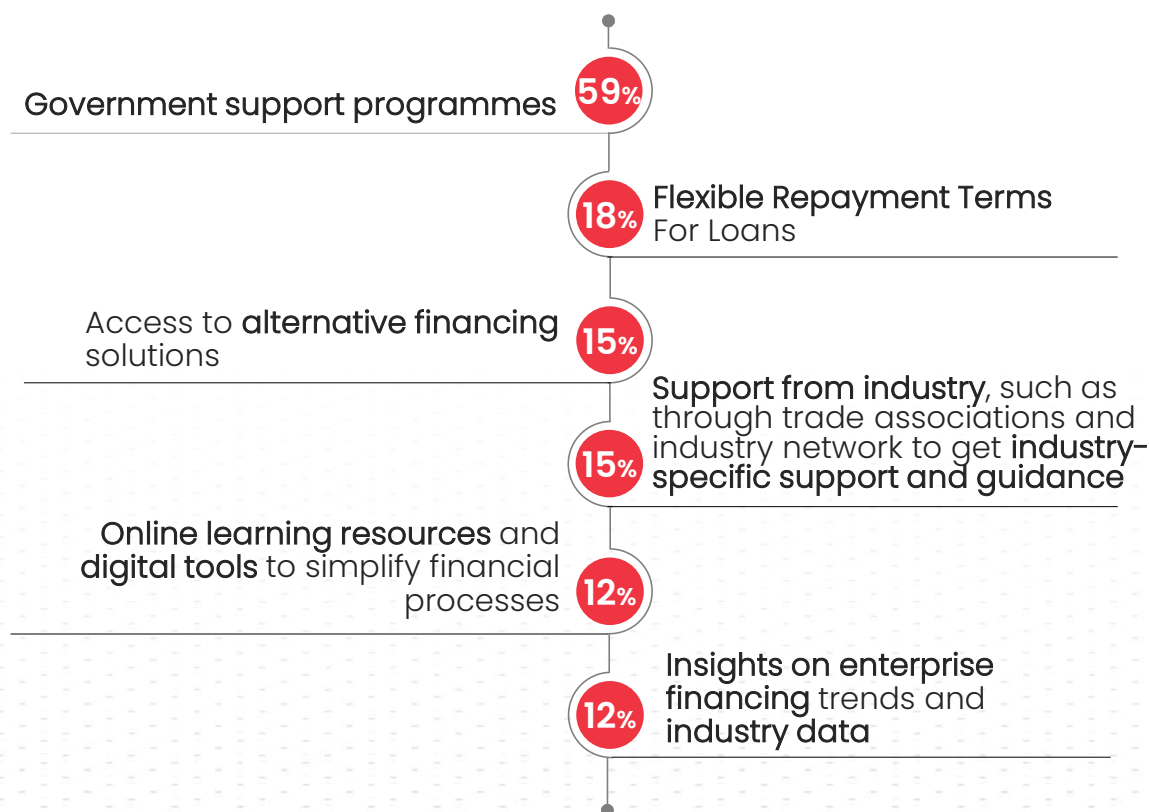 Government support programmes
59%
18%
Flexible Repayment Terms
For Loans
Access to alternative financing
solutions
15%
Support from industry, such as
through trade associations and
industry network to get industry-
specific support and guidance
15%
Online learning resources and
digital tools to simplify financial
processes
12%
Insights on enterprise
financing trends and
industry data
12%